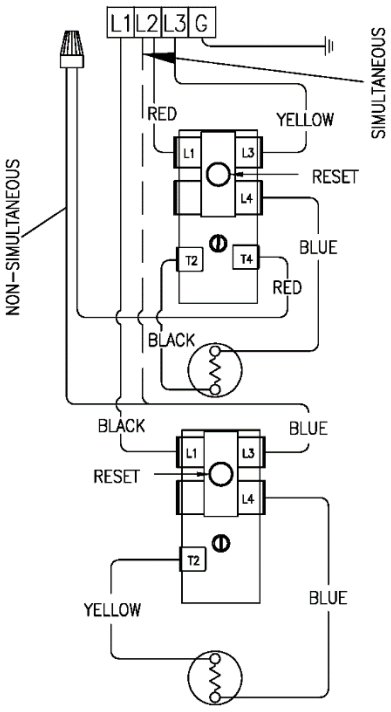 L1 L2 L3 G
SIMULTANEOUS
RED
YELLOW
L1 L3
RESET
L4
NON-SIMULTANEOUS
BLUE
T2 T4
RED
BLACK
BLACK
BLUE
L1 L3
RESET
L4
T2
YELLOW
BLUE